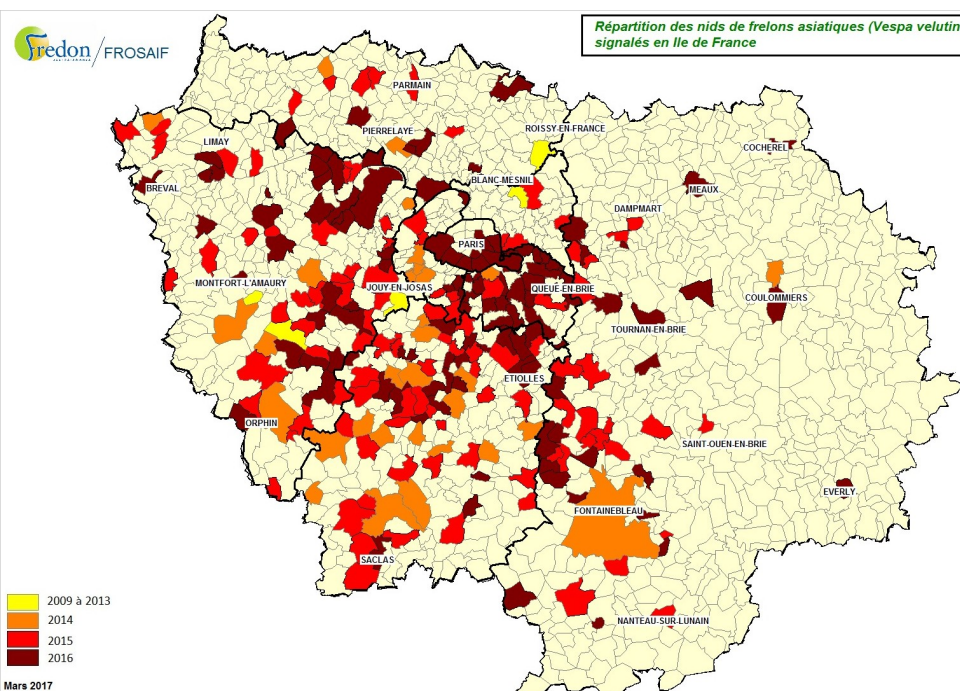 Fredon / FROSAIF
Répartition des nids de frelons asiatiques (Vespa velutin
signalés en Ile de France
PARMAIN
ROISSY-EN-FRANCE
PIERRELAYE
LIMAY
COCHEREL
BLANC-MESNIL
BREVAL
MEAUX
DAMPMART
PARIS
MONTFORT-L'AMAURY
JOUY-EN-JOSAS
QUEUE-EN-BRIE
COULOMMIERS
TOURNAN-EN-BRIE
ETIOLLES
ORPHIN
SAINT-OUEN-EN-BRIE
EVERLY
FONTAINEBLEAU
SACLAS
NANTEAU-SUR-LUNAIN
2009 à 2013
2014
2015
2016
Mars 2017